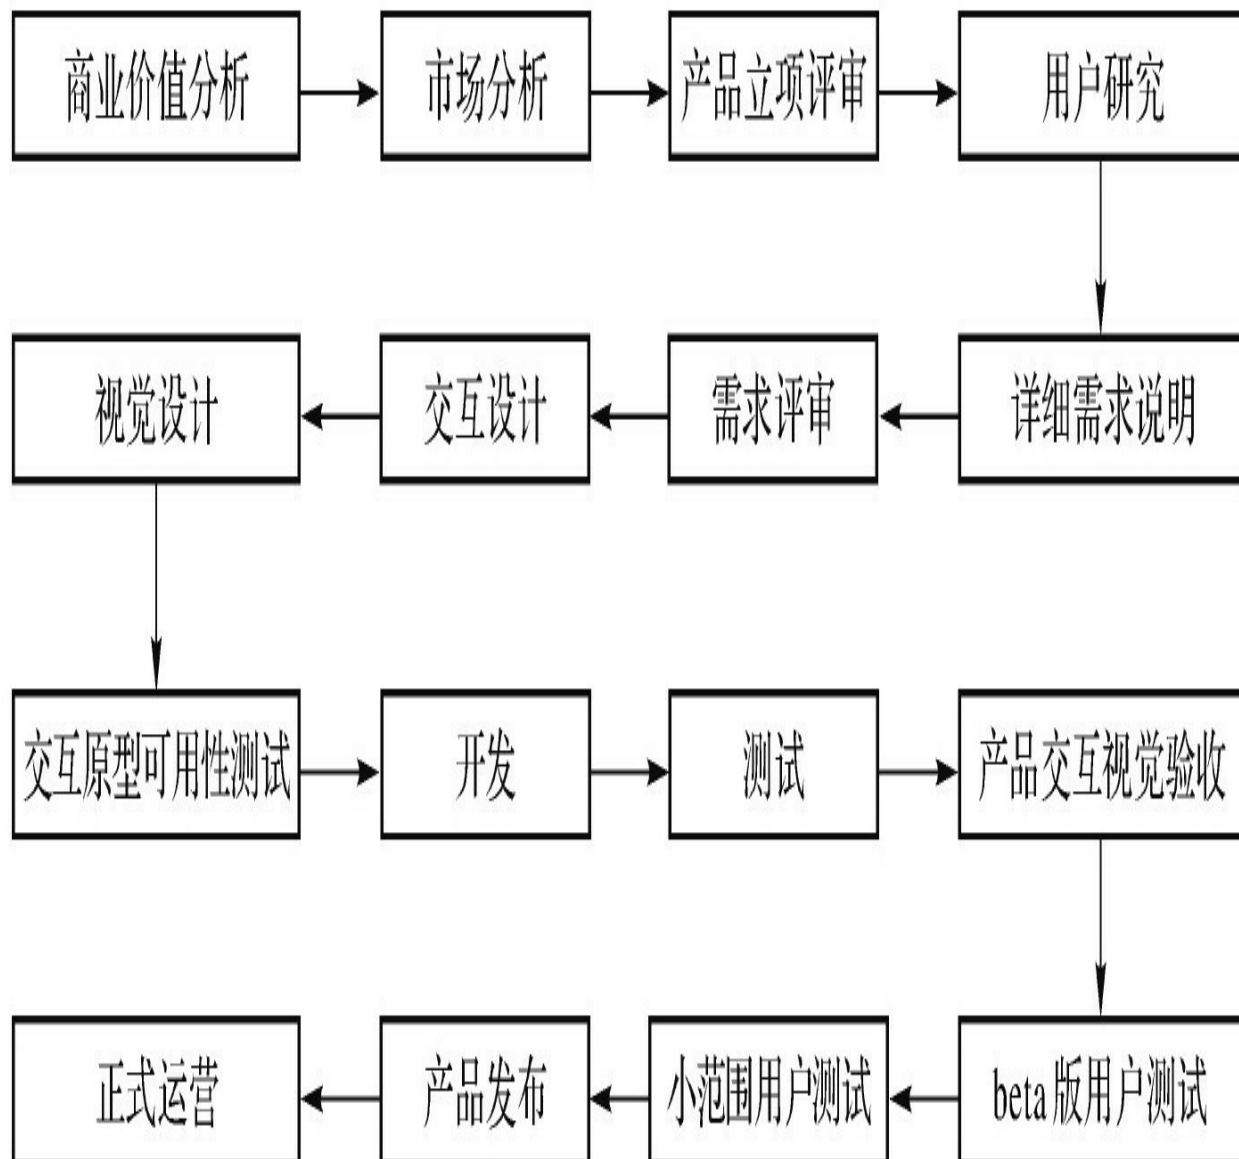 商业价值分析
市场分析
产品立项评审
用户研究
详细需求说明
需求评审
交互设计
视觉设计
交互原型可用性测试
开发
测试
产品交互视觉验收
beta版用户测试
小范围用户测试
产品发布
正式运营